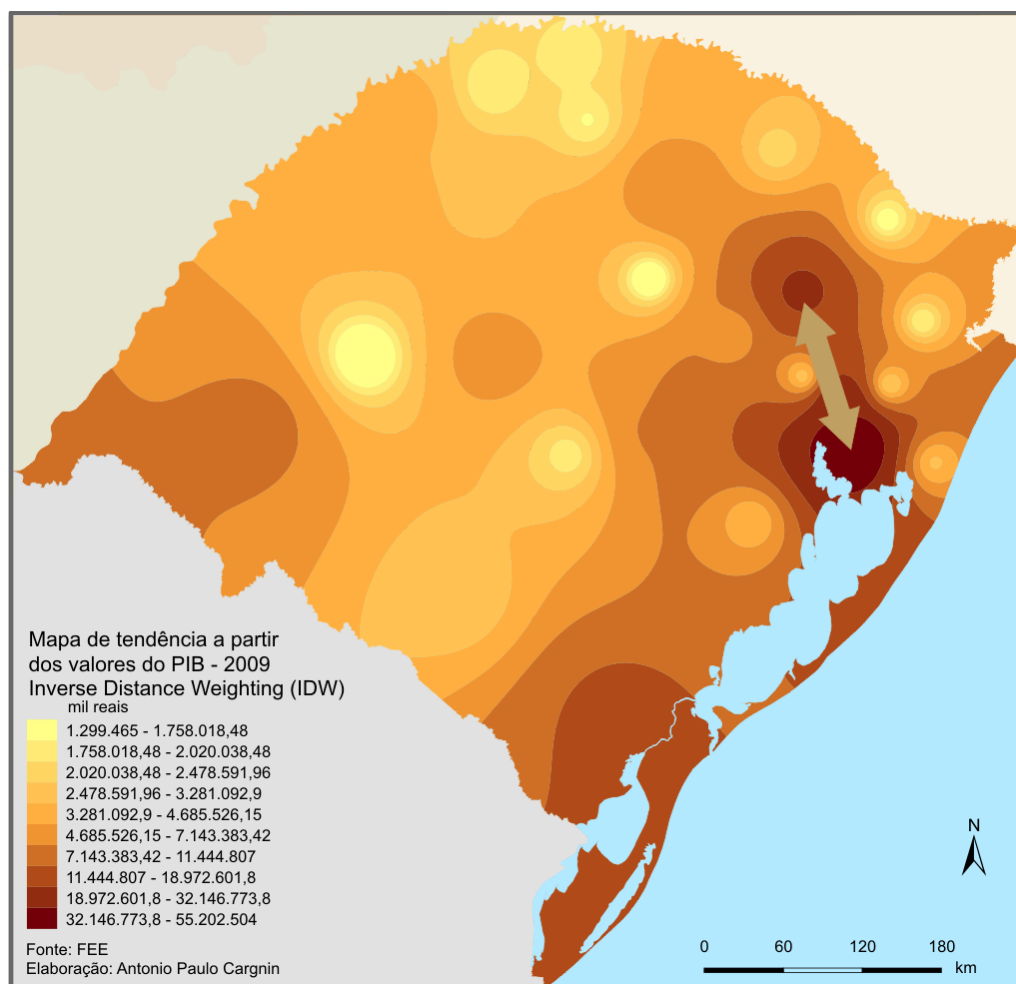 Mapa de tendência a partir
dos valores do PIB - 2009
Inverse Distance Weighting (IDW)
mil reais
1.299.465 - 1.758.018,48
1.758.018,48 - 2.020.038,48
2.020.038,48 - 2.478.591,96
2.478.591,96 - 3.281.092,9
3.281.092,9 - 4.685.526,15
4.685.526,15 - 7.143.383,42
7.143.383,42 - 11.444.807
11.444.807 - 18.972.601,8
18.972.601,8 - 32.146.773,8
32.146.773,8 - 55.202.504
Fonte: FEE
Elaboração: Antonio Paulo Cargnin
N
0 60 120 180
km